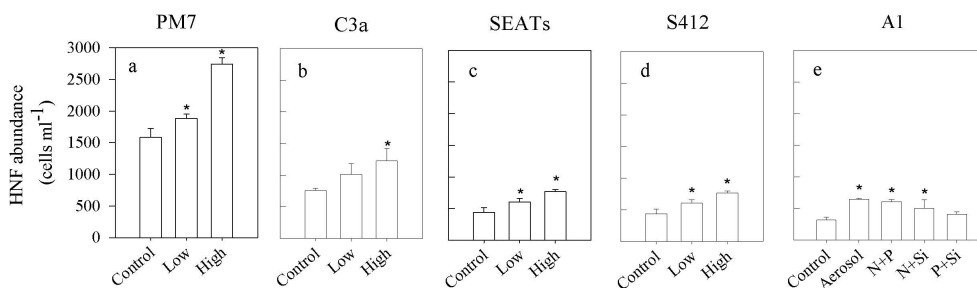 PM7 C3a SEATs S412 A1
HNF abundance
(cells ml⁻¹)
3000
2500
2000
1500
1000
500
0
a
*
*
b
*
c
*
*
d
*
*
e
*
*
*
Control Low High
Control Low High
Control Low High
Control Low High
Control Aerosol N+P N+Si P+Si